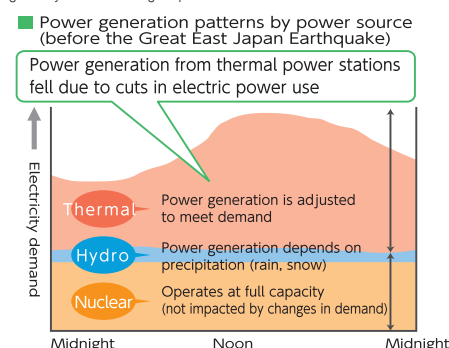 Power generation patterns by power source
(before the Great East Japan Earthquake)
Power generation from thermal power stations
fell due to cuts in electric power use
Electricity demand
Thermal
Power generation is adjusted
to meet demand
Hydro
Power generation depends on
precipitation (rain, snow)
Nuclear
Operates at full capacity
(not impacted by changes in demand)
Midnight
Noon
Midnight